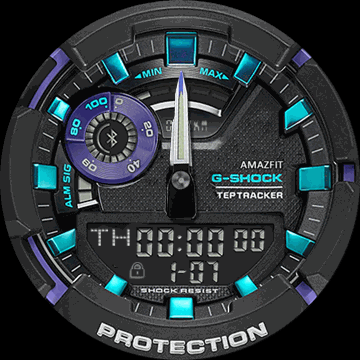 MIN MAX
100 0
80 20
60 40
ALM SIG
AMAZFIT
G-SHOCK
TEPTRACKER
TH 00:00 00
1-07
SHOCK RESIST
PROTECTION